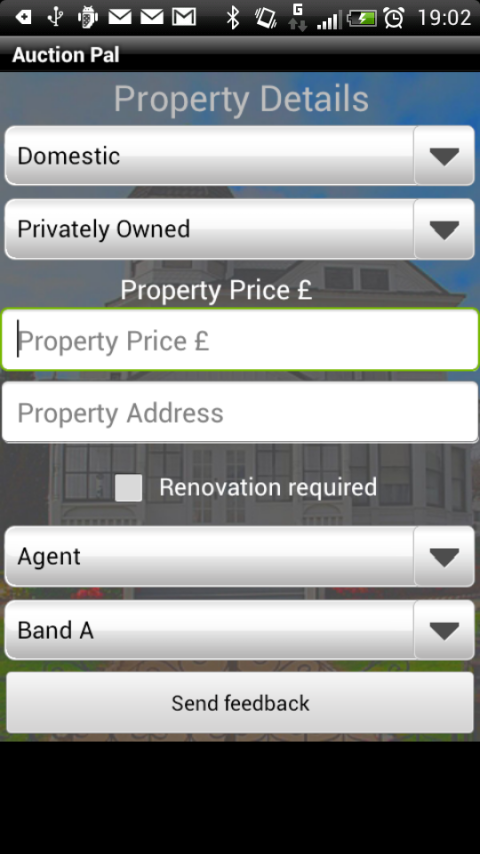 G
19:02
Auction Pal
Property Details
Domestic
Privately Owned
Property Price £
Property Price £
Property Address
Renovation required
Agent
Band A
Send feedback